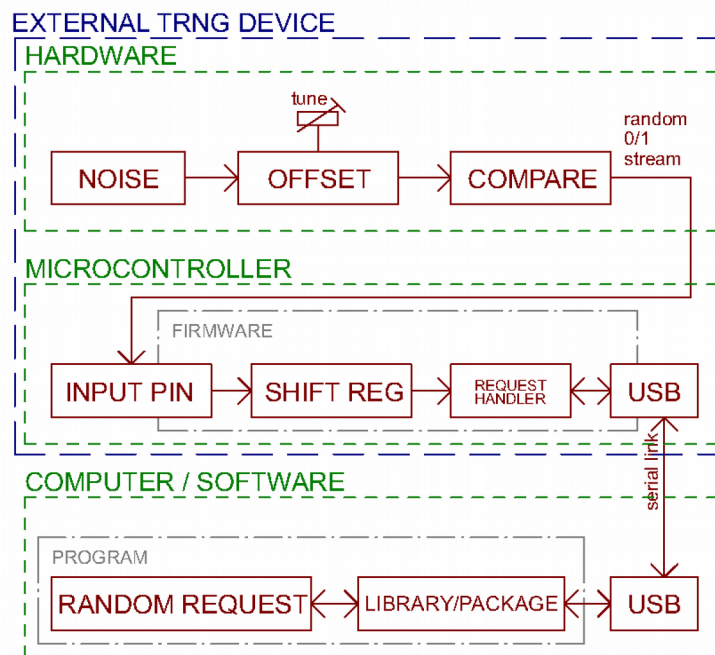 EXTERNAL TRNG DEVICE
HARDWARE
tune
random
0/1
stream
NOISE
OFFSET
COMPARE
MICROCONTROLLER
FIRMWARE
INPUT PIN
SHIFT REG
REQUEST
HANDLER
USB
serial link
COMPUTER / SOFTWARE
PROGRAM
RANDOM REQUEST
LIBRARY/PACKAGE
USB